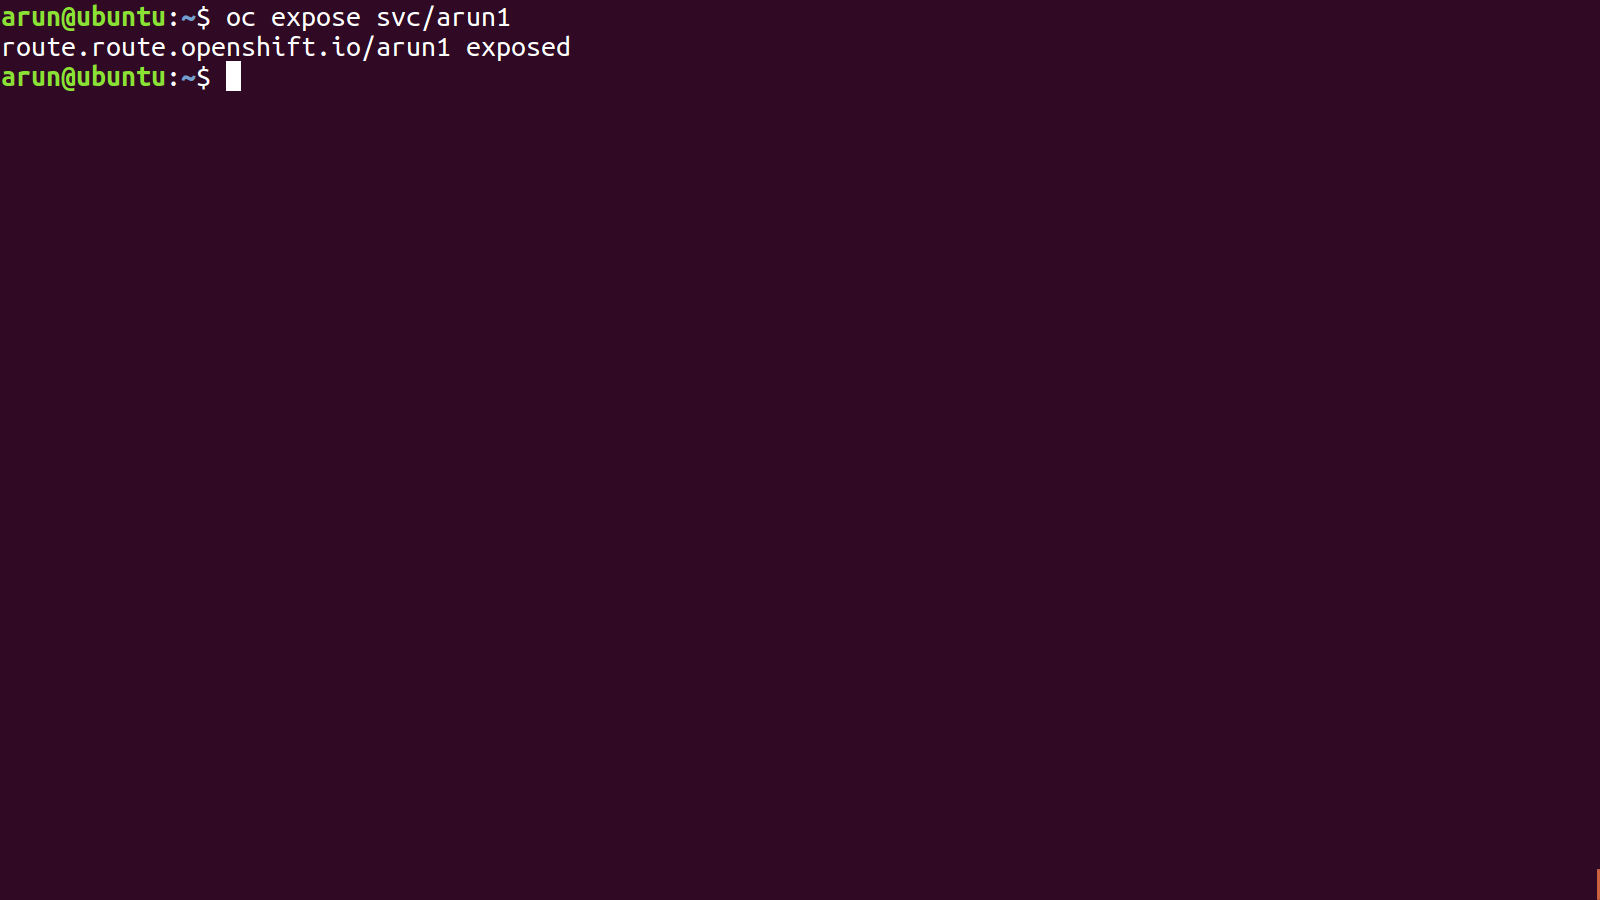 arun@ubuntu:~$ oc expose svc/arun1
route.route.openshift.io/arun1 exposed
arun@ubuntu:~$